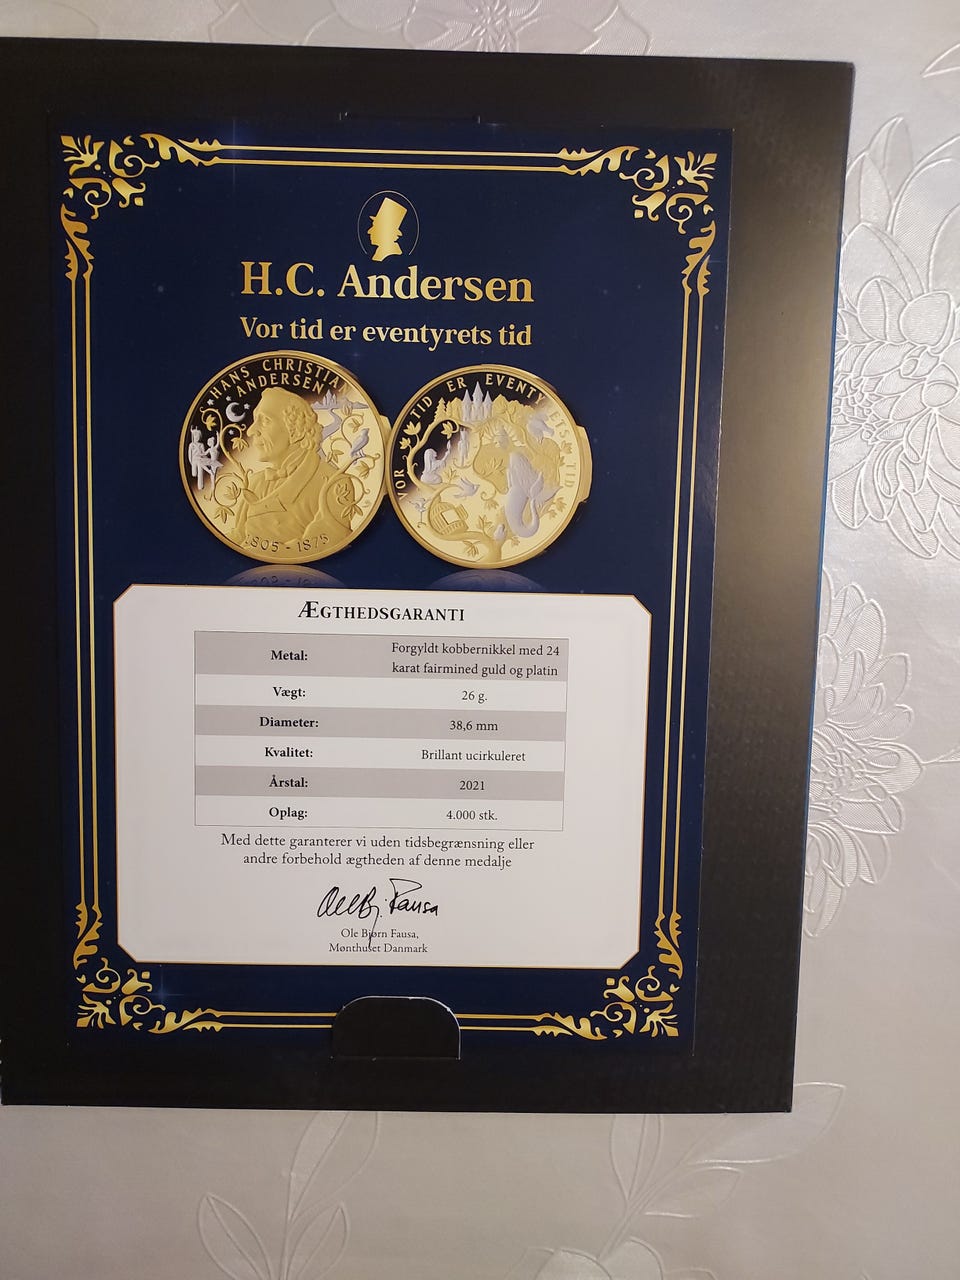 H.C. Andersen
Vor tid er eventyrets tid
HANS CHRISTIAN
ANDERSEN
1805 - 1875
VOR TID ER EVENTYRETS TID
ÆGTHEDSGARANTI
Metal: Forgyldt kobbernikkel med 24
karat fairmined guld og platin
Vægt: 26 g.
Diameter: 38,6 mm
Kvalitet: Brillant ucirkuleret
Årstal: 2021
Oplag: 4.000 stk.
Med dette garanterer vi uden tidsbegrænsning eller
andre forbehold ægtheden af denne medalje
Ole Bj. Fausa
Ole Bjørn Fausa,
Mønthuset Danmark